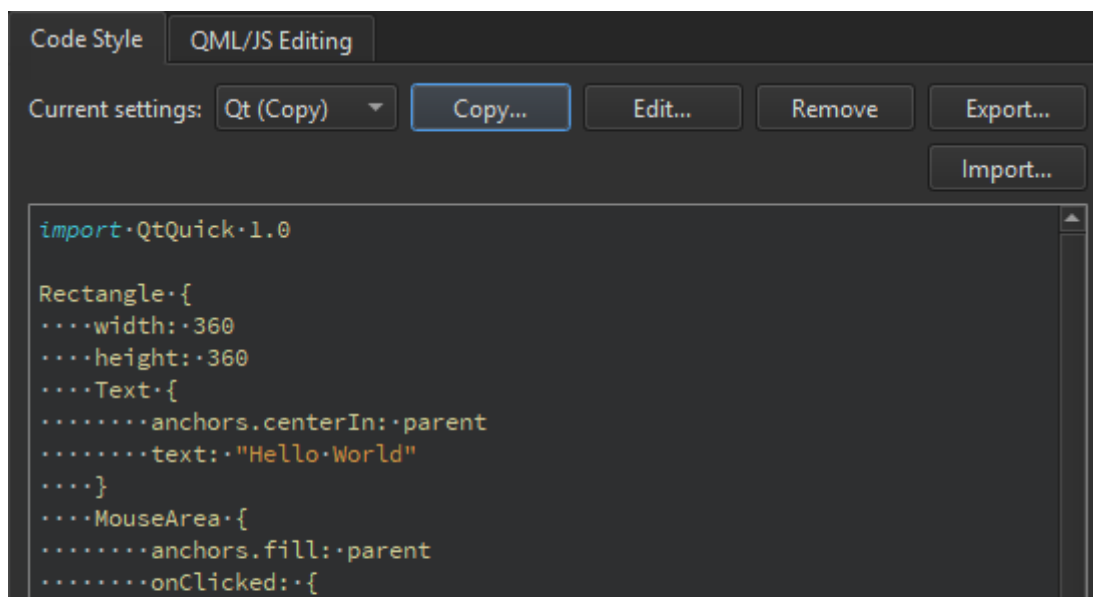 Code Style QML/JS Editing
Current settings: Qt (Copy) Copy... Edit... Remove Export...
Import...
import·QtQuick·1.0
Rectangle·{
····width:·360
····height:·360
····Text·{
········anchors.centerIn:·parent
········text:·"Hello·World"
····}
····MouseArea·{
········anchors.fill:·parent
········onClicked:·{